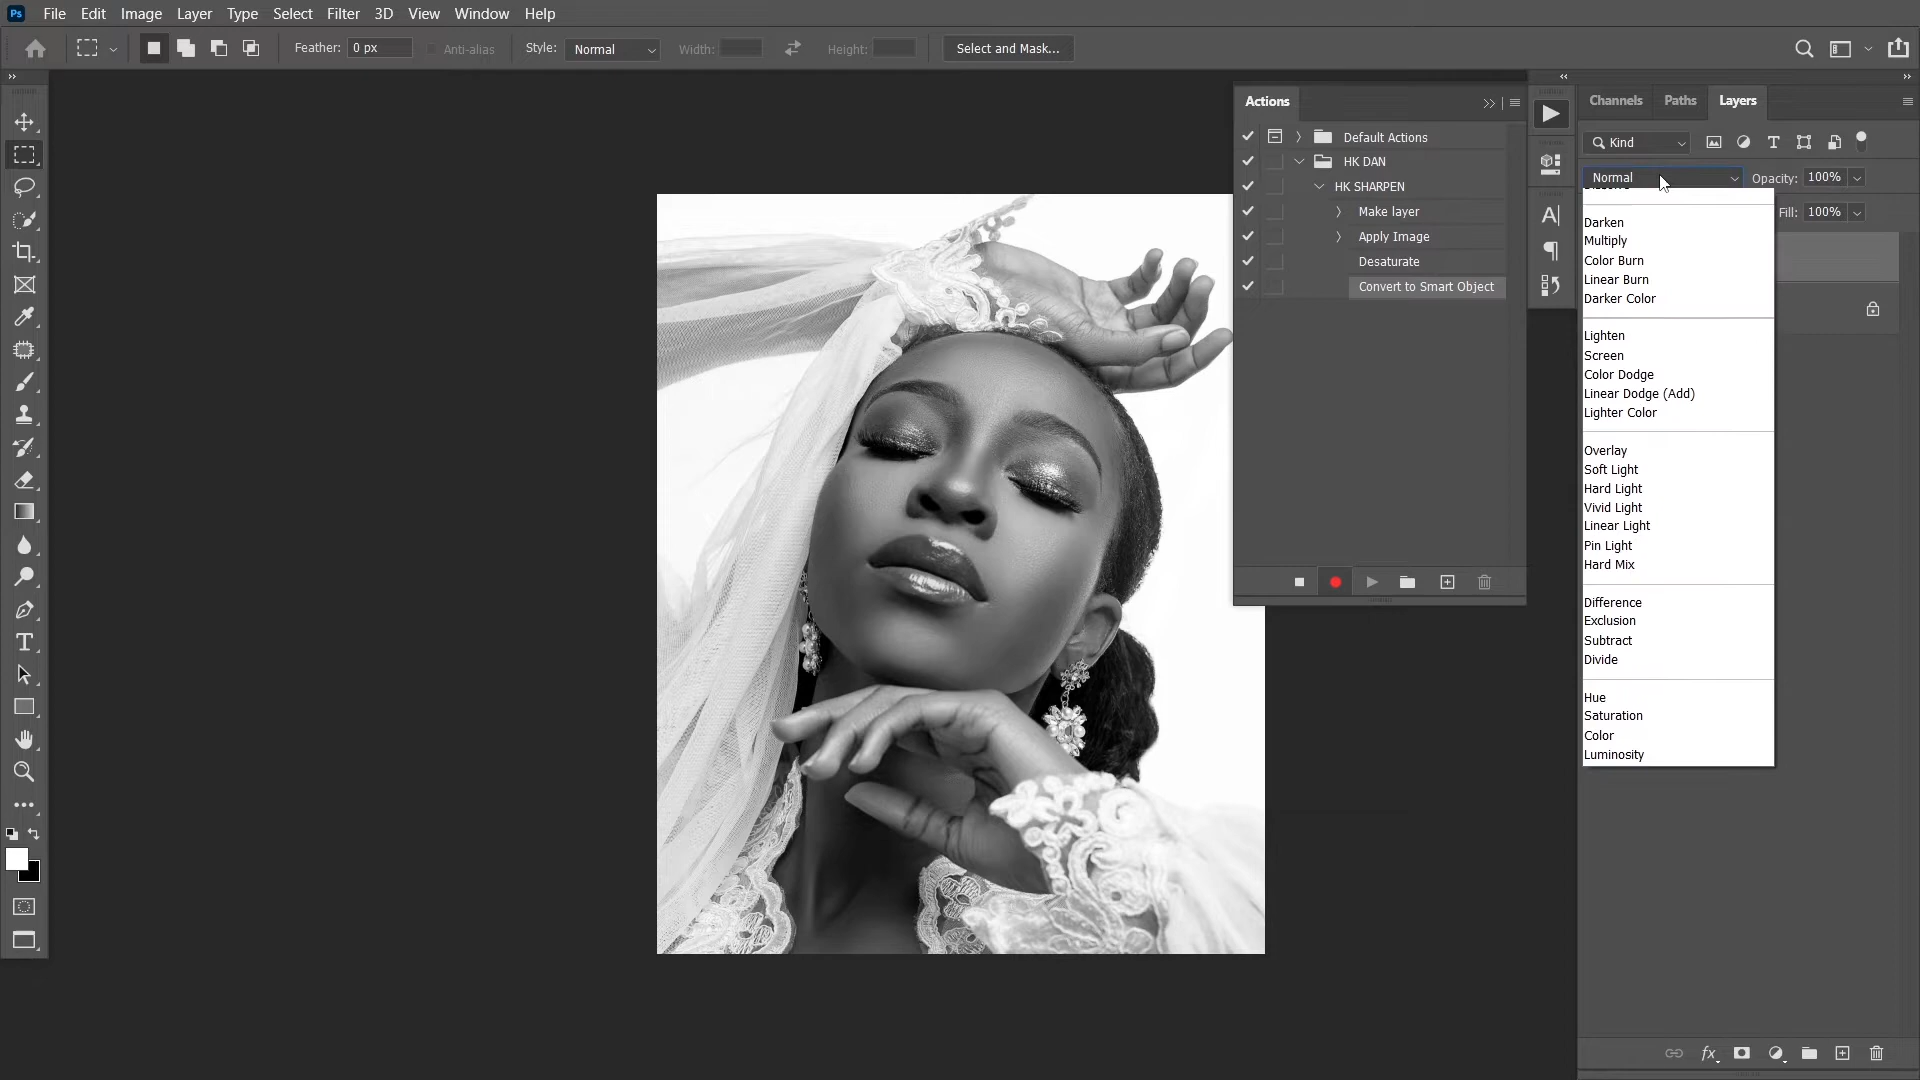 Ps File Edit Image Layer Type Select Filter 3D View Window Help
Feather: 0 px Anti-alias Style: Normal Width: Height: Select and Mask...
Actions
Default Actions
HK DAN
HK SHARPEN
Make layer
Apply Image
Desaturate
Convert to Smart Object
Channels Paths Layers
Kind
Normal Opacity: 100%
Fill: 100%
Darken
Multiply
Color Burn
Linear Burn
Darker Color
Lighten
Screen
Color Dodge
Linear Dodge (Add)
Lighter Color
Overlay
Soft Light
Hard Light
Vivid Light
Linear Light
Pin Light
Hard Mix
Difference
Exclusion
Subtract
Divide
Hue
Saturation
Color
Luminosity
fx